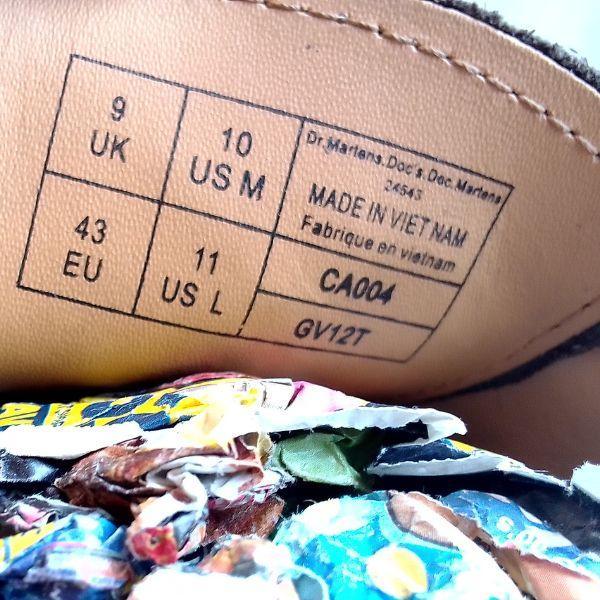 9
UK
10
US M
43
EU
11
US L
Dr.Martens.Doc's.Dec.Martens
24543
MADE IN VIET NAM
Fabrique en vietnam
CA004
GV12T